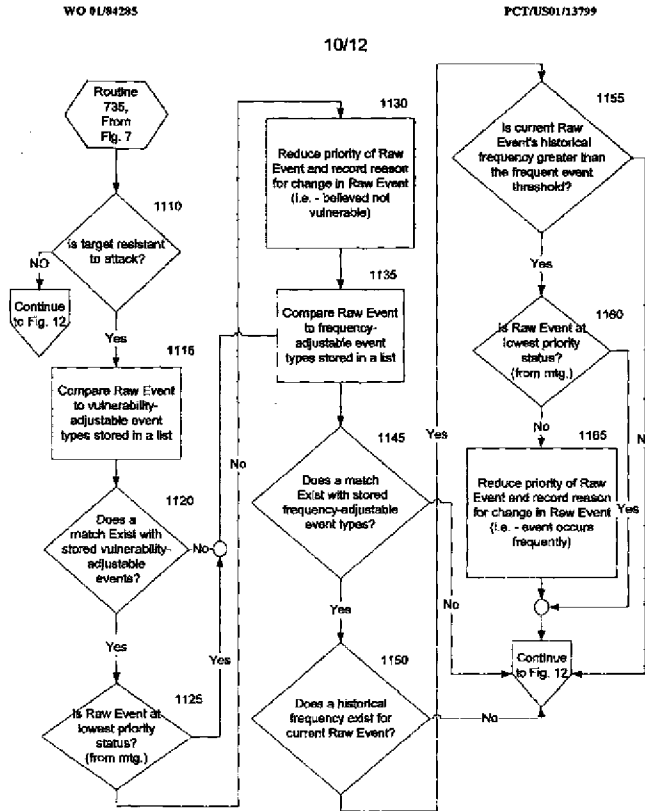 WO 01/84285
PCT/US01/13799
10/12
Routine
735,
From
Fig. 7
1110
Is target resistant
to attack?
NO
Continue
to Fig. 12
Yes
1115
Compare Raw Event
to vulnerability-
adjustable event
types stored in a list
1120
Does a
match Exist with
stored vulnerability-
adjustable
events?
No
Yes
1125
Is Raw Event at
lowest priority
status?
(from mtg.)
Yes
No
1130
Reduce priority of Raw
Event and record reason
for change in Raw Event
(i.e. - believed not
vulnerable)
1135
Compare Raw Event
to frequency-
adjustable event
types stored in a list
1145
Does a match
Exist with stored
frequency-adjustable
event types?
No
Yes
1150
Does a historical
frequency exist for
current Raw Event?
No
Yes
1155
Is current Raw
Event's historical
frequency greater than
the frequent event
threshold?
Yes
1160
Is Raw Event at
lowest priority
status?
(from mtg.)
No
Yes
1165
Reduce priority of Raw
Event and record reason
for change in Raw Event
(i.e. - event occurs
frequently)
Continue
to Fig. 12